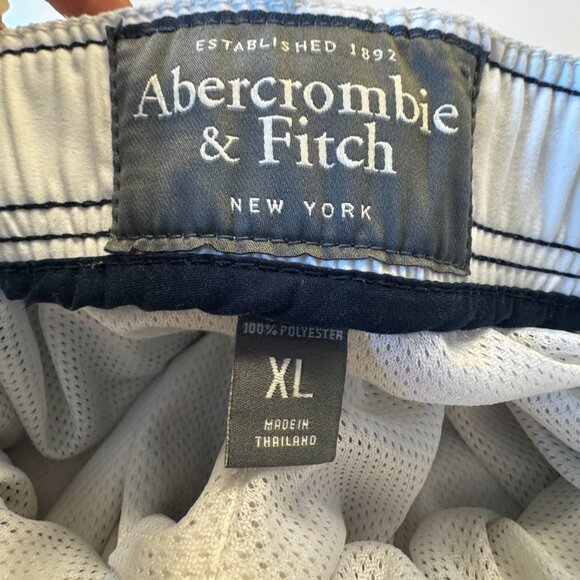 ESTABLISHED 1892
Abercrombie
& Fitch
NEW YORK
100% POLYESTER
XL
MADE IN
THAILAND